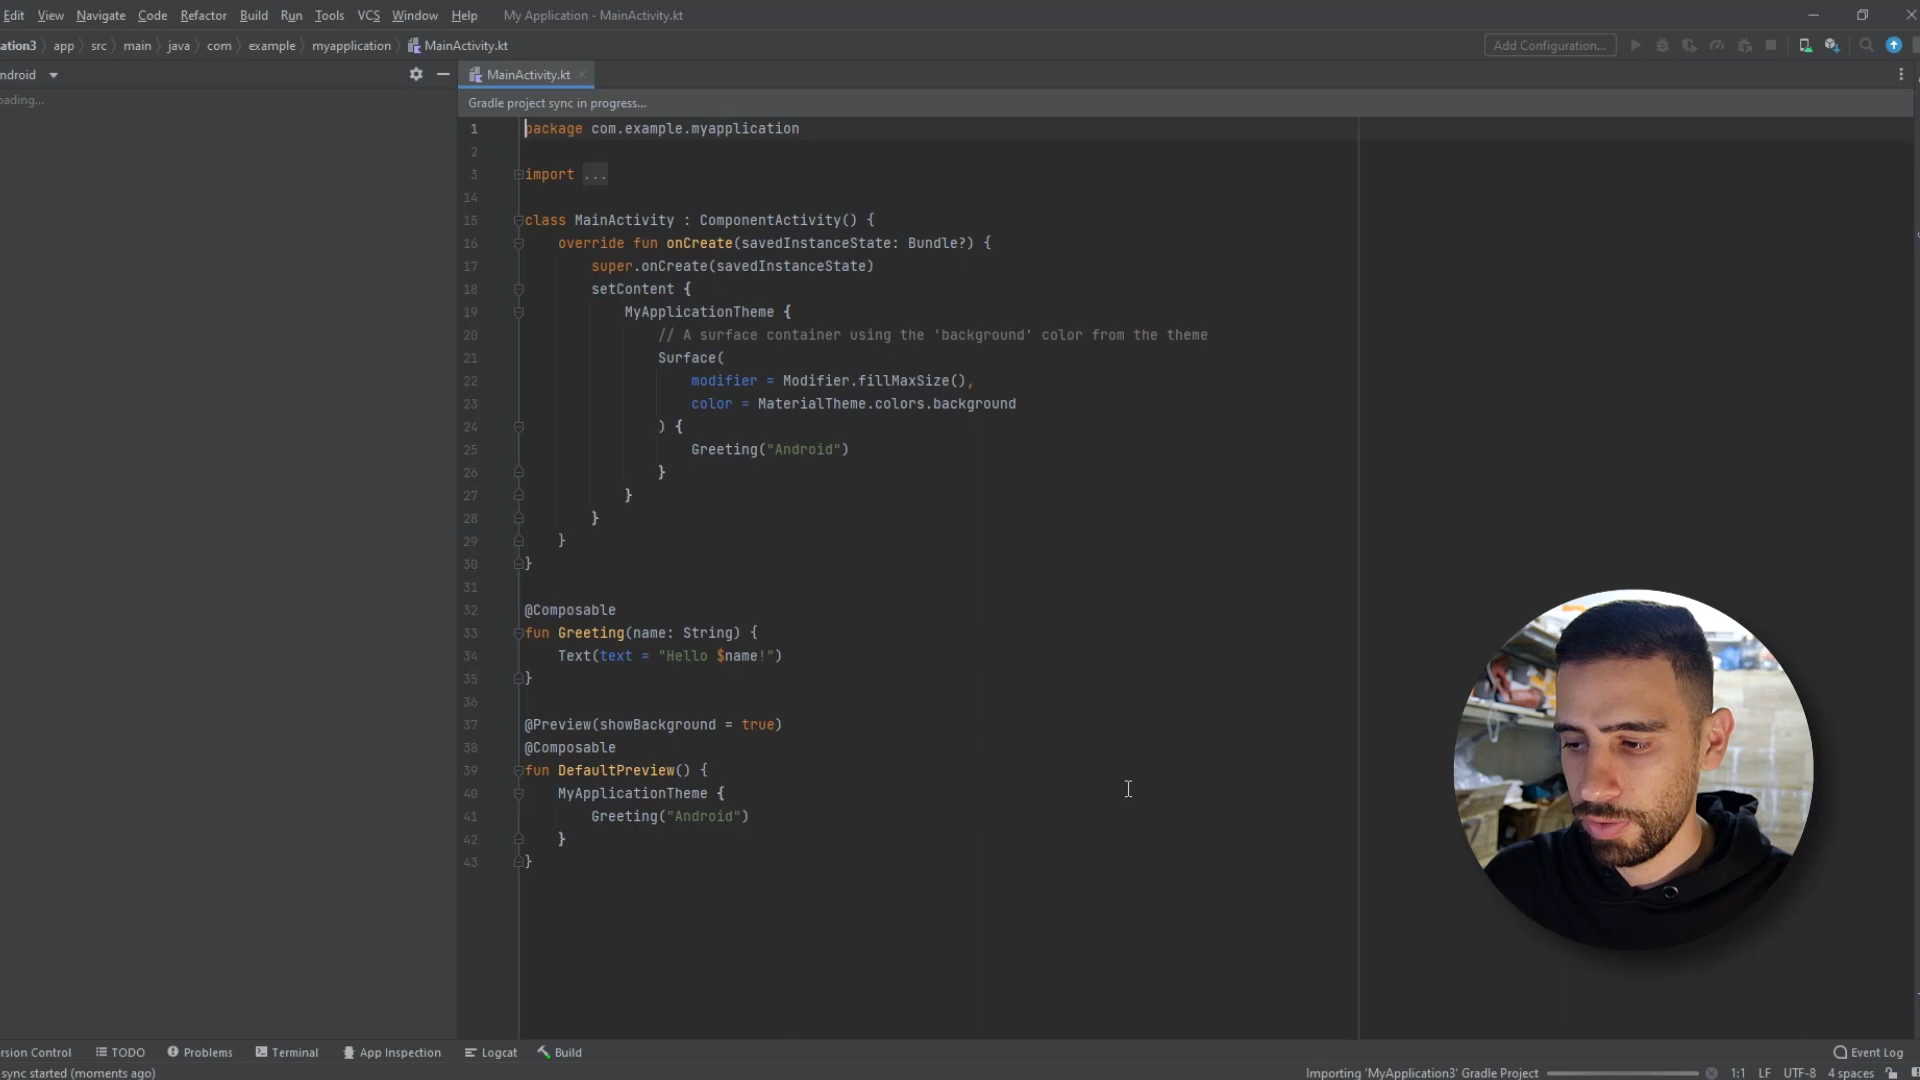 Edit View Navigate Code Refactor Build Run Tools VCS Window Help My Application - MainActivity.kt
ation3 app src main java com example myapplication MainActivity.kt Add Configuration...
ndroid MainActivity.kt
oading...
Gradle project sync in progress...
1 package com.example.myapplication
2
3 import ...
14
15 class MainActivity : ComponentActivity() {
16 override fun onCreate(savedInstanceState: Bundle?) {
17 super.onCreate(savedInstanceState)
18 setContent {
19 MyApplicationTheme {
20 // A surface container using the 'background' color from the theme
21 Surface(
22 modifier = Modifier.fillMaxSize(),
23 color = MaterialTheme.colors.background
24 ) {
25 Greeting("Android")
26 }
27 }
28 }
29 }
30 }
31
32 @Composable
33 fun Greeting(name: String) {
34 Text(text = "Hello $name!")
35 }
36
37 @Preview(showBackground = true)
38 @Composable
39 fun DefaultPreview() {
40 MyApplicationTheme {
41 Greeting("Android")
42 }
43 }
rsion Control TODO Problems Terminal App Inspection Logcat Build Event Log
sync started (moments ago) Importing 'MyApplication3' Gradle Project 1:1 LF UTF-8 4 spaces